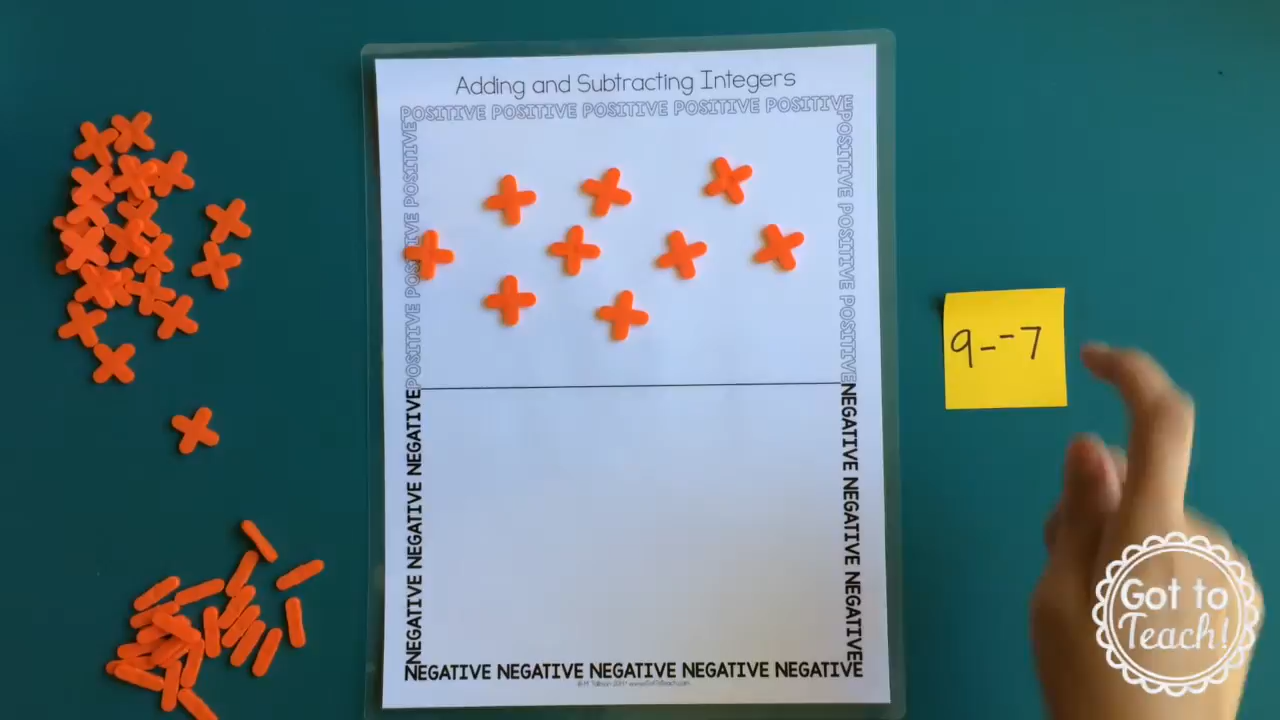 Adding and Subtracting Integers
POSITIVE POSITIVE POSITIVE POSITIVE POSITIVE
POSITIVE POSITIVE POSITIVE
POSITIVE POSITIVE POSITIVE
9 - -7
NEGATIVE NEGATIVE NEGATIVE
NEGATIVE NEGATIVE NEGATIVE
NEGATIVE NEGATIVE NEGATIVE NEGATIVE NEGATIVE
Got to
Teach!